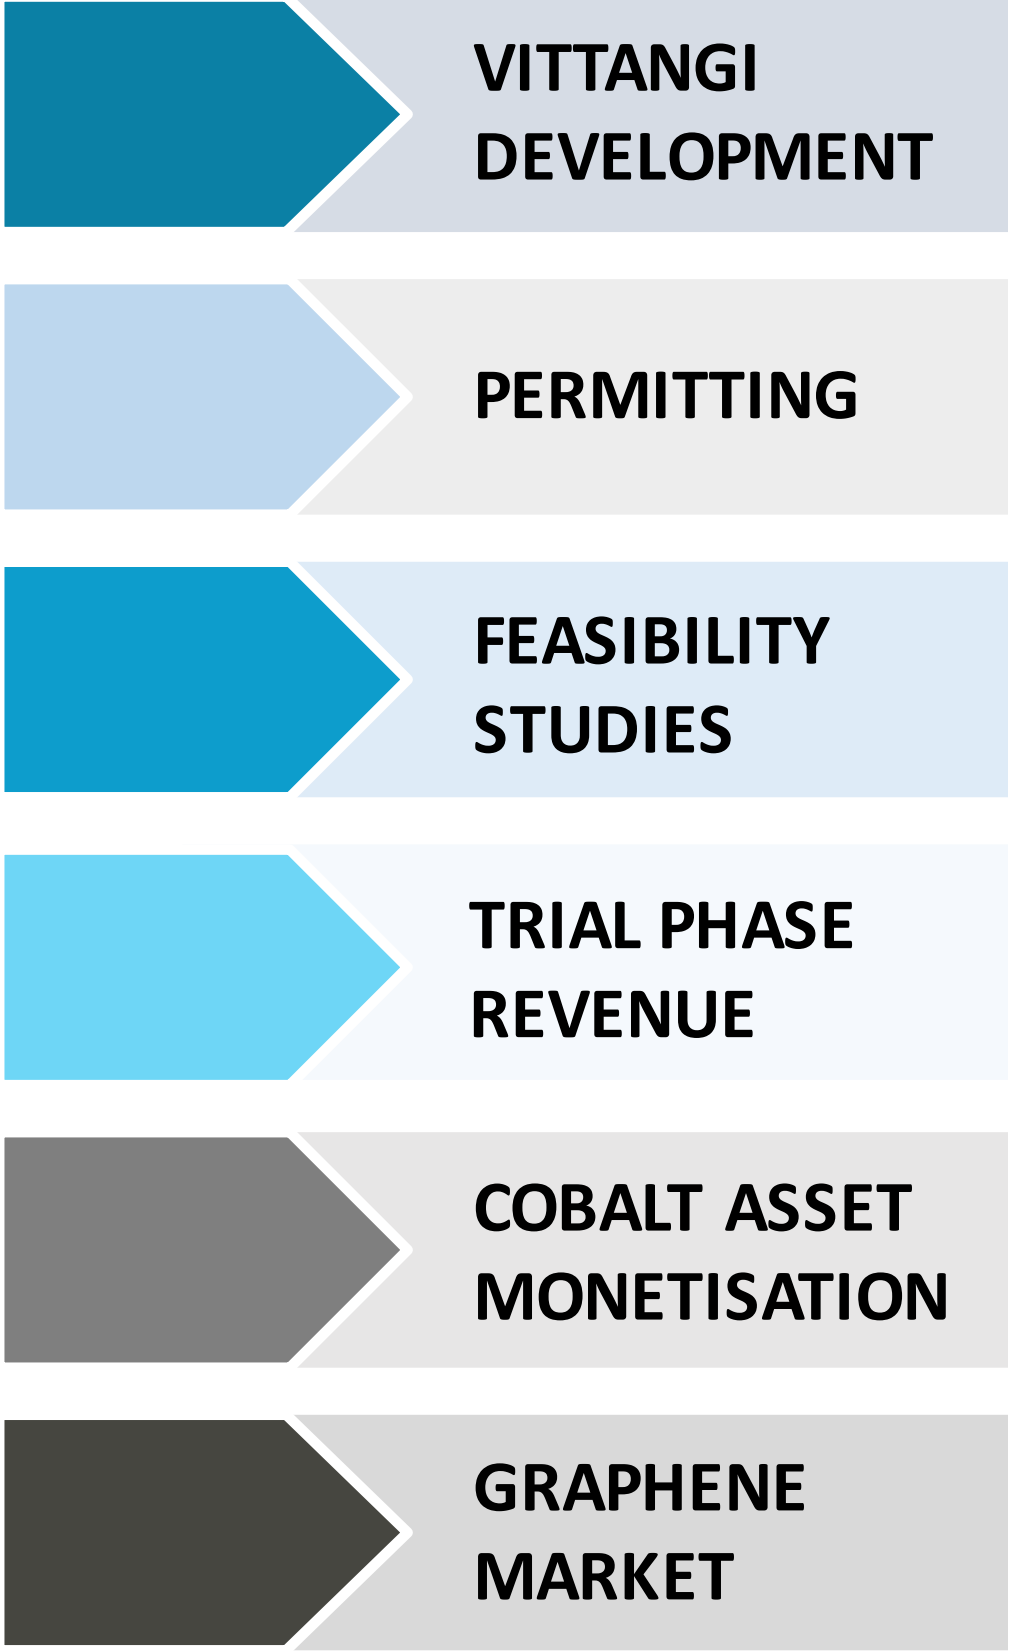 VITTANGI
DEVELOPMENT
PERMITTING
FEASIBILITY
STUDIES
TRIAL PHASE
REVENUE
COBALT ASSET
MONETISATION
GRAPHENE
MARKET